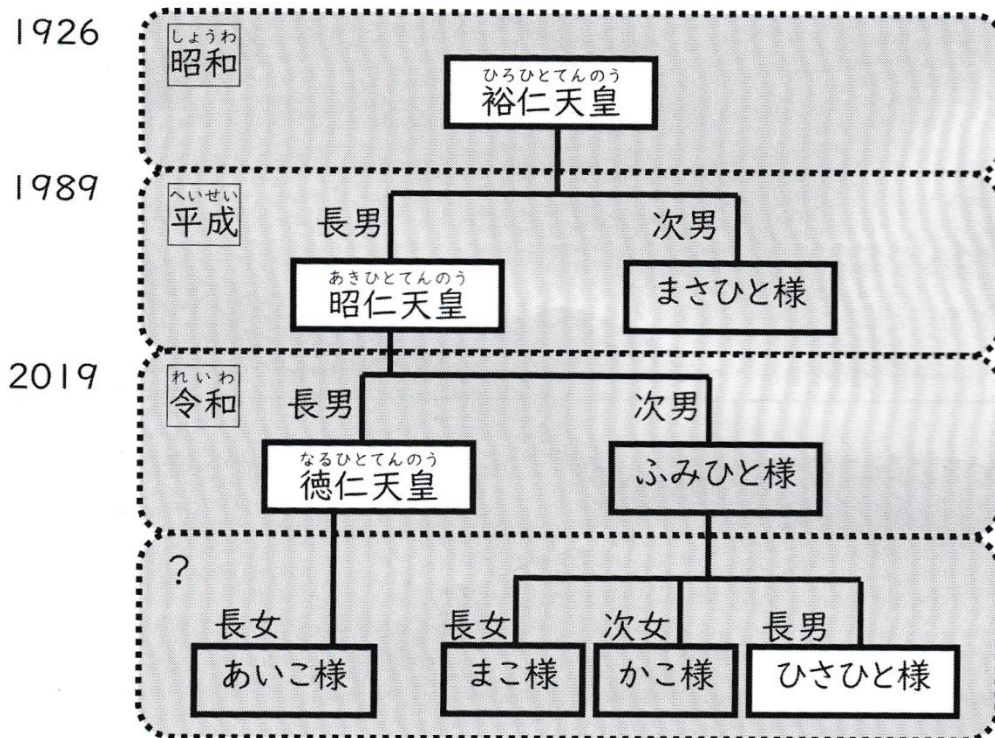 1926
しょうわ
昭和
ひろひとてんのう
裕仁天皇
1989
へいせい
平成
長男
次男
あきひとてんのう
昭仁天皇
まさひと様
2019
れいわ
令和
長男
次男
なるひとてんのう
徳仁天皇
ふみひと様
?
長女
長女
次女
長男
あいこ様
まこ様
かこ様
ひさひと様